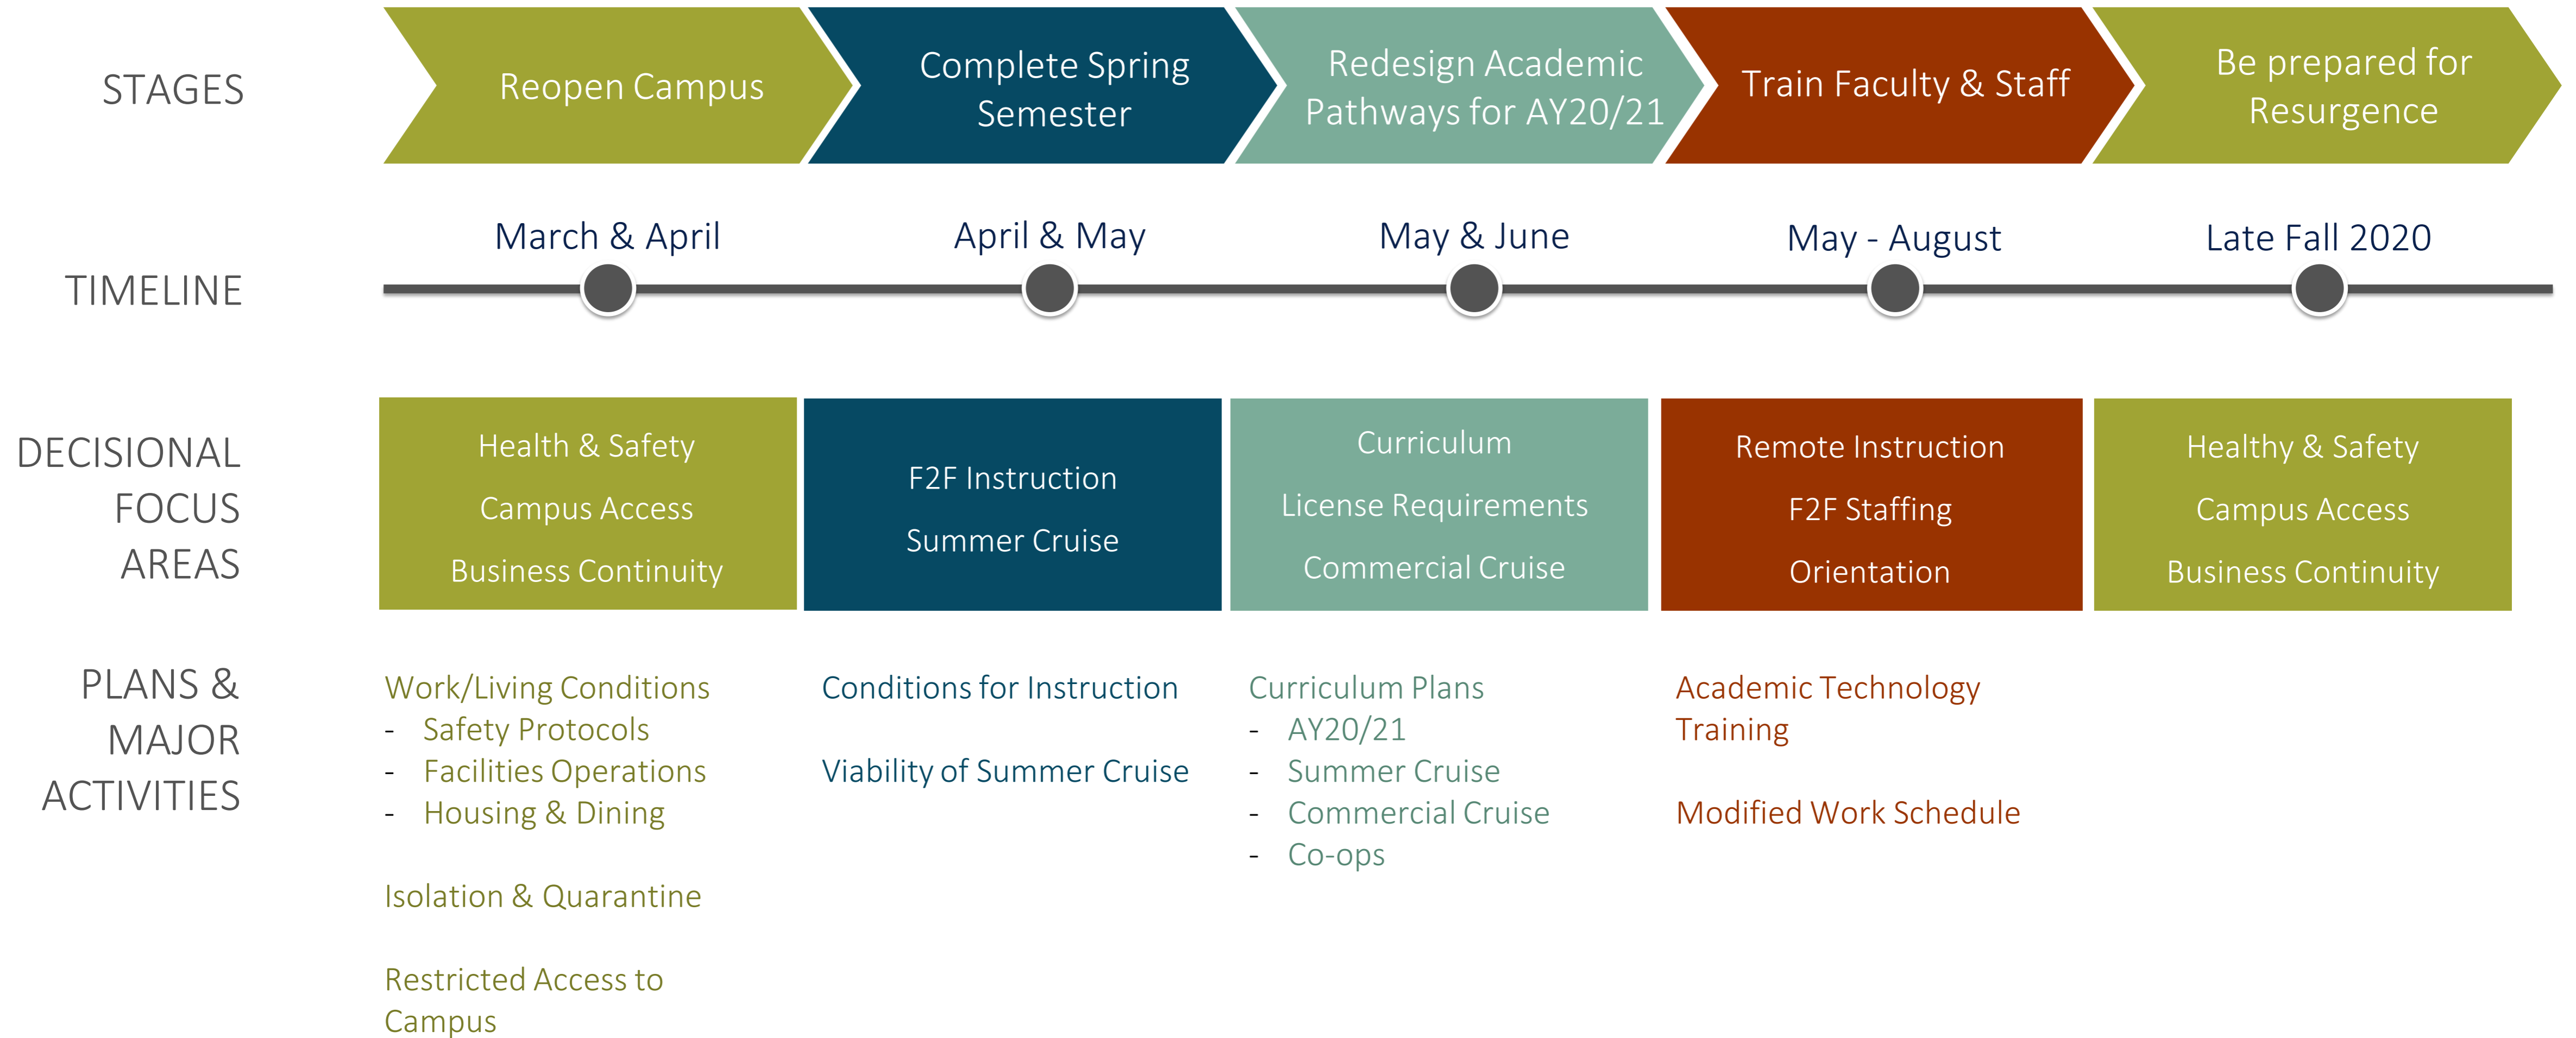 STAGES
Reopen Campus
Complete Spring
Semester
Redesign Academic
Pathways for AY20/21
Train Faculty & Staff
Be prepared for
Resurgence
TIMELINE
March & April
April & May
May & June
May - August
Late Fall 2020
DECISIONAL
FOCUS
AREAS
Health & Safety
Campus Access
Business Continuity
F2F Instruction
Summer Cruise
Curriculum
License Requirements
Commercial Cruise
Remote Instruction
F2F Staffing
Orientation
Healthy & Safety
Campus Access
Business Continuity
PLANS &
MAJOR
ACTIVITIES
Work/Living Conditions
- Safety Protocols
- Facilities Operations
- Housing & Dining
Isolation & Quarantine
Restricted Access to
Campus
Conditions for Instruction
Viability of Summer Cruise
Curriculum Plans
- AY20/21
- Summer Cruise
- Commercial Cruise
- Co-ops
Academic Technology
Training
Modified Work Schedule